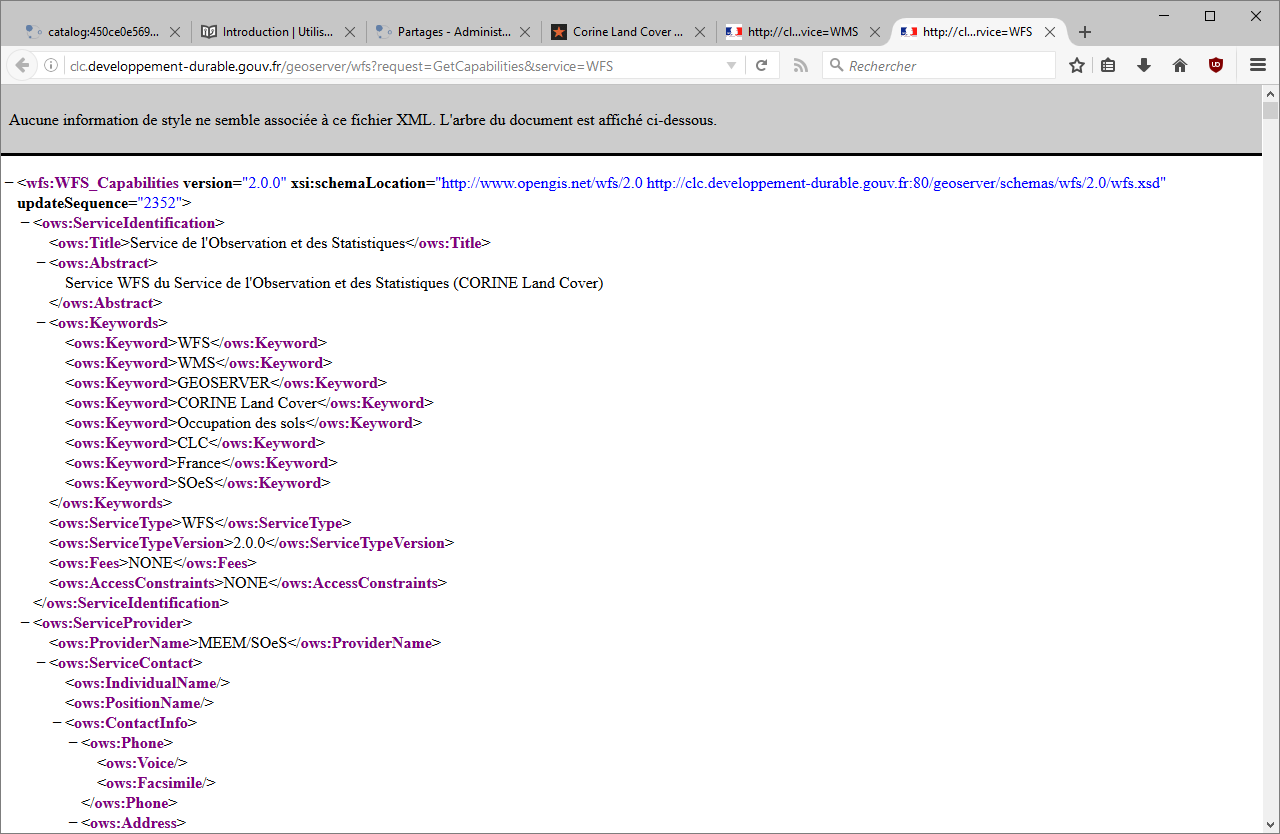 catalog:450ce0e569... Introduction | Utilis... Partages - Administ... Corine Land Cover ... http://cl...vice=WMS http://cl...rvice=WFS
clc.developpement-durable.gouv.fr/geoserver/wfs?request=GetCapabilities&service=WFS Rechercher
Aucune information de style ne semble associée à ce fichier XML. L'arbre du document est affiché ci-dessous.
−<wfs:WFS_Capabilities version="2.0.0" xsi:schemaLocation="http://www.opengis.net/wfs/2.0 http://clc.developpement-durable.gouv.fr:80/geoserver/schemas/wfs/2.0/wfs.xsd"
updateSequence="2352">
−<ows:ServiceIdentification>
<ows:Title>Service de l'Observation et des Statistiques</ows:Title>
−<ows:Abstract>
Service WFS du Service de l'Observation et des Statistiques (CORINE Land Cover)
</ows:Abstract>
−<ows:Keywords>
<ows:Keyword>WFS</ows:Keyword>
<ows:Keyword>WMS</ows:Keyword>
<ows:Keyword>GEOSERVER</ows:Keyword>
<ows:Keyword>CORINE Land Cover</ows:Keyword>
<ows:Keyword>Occupation des sols</ows:Keyword>
<ows:Keyword>CLC</ows:Keyword>
<ows:Keyword>France</ows:Keyword>
<ows:Keyword>SOeS</ows:Keyword>
</ows:Keywords>
<ows:ServiceType>WFS</ows:ServiceType>
<ows:ServiceTypeVersion>2.0.0</ows:ServiceTypeVersion>
<ows:Fees>NONE</ows:Fees>
<ows:AccessConstraints>NONE</ows:AccessConstraints>
</ows:ServiceIdentification>
−<ows:ServiceProvider>
<ows:ProviderName>MEEM/SOeS</ows:ProviderName>
−<ows:ServiceContact>
<ows:IndividualName/>
<ows:PositionName/>
−<ows:ContactInfo>
−<ows:Phone>
<ows:Voice/>
<ows:Facsimile/>
</ows:Phone>
−<ows:Address>